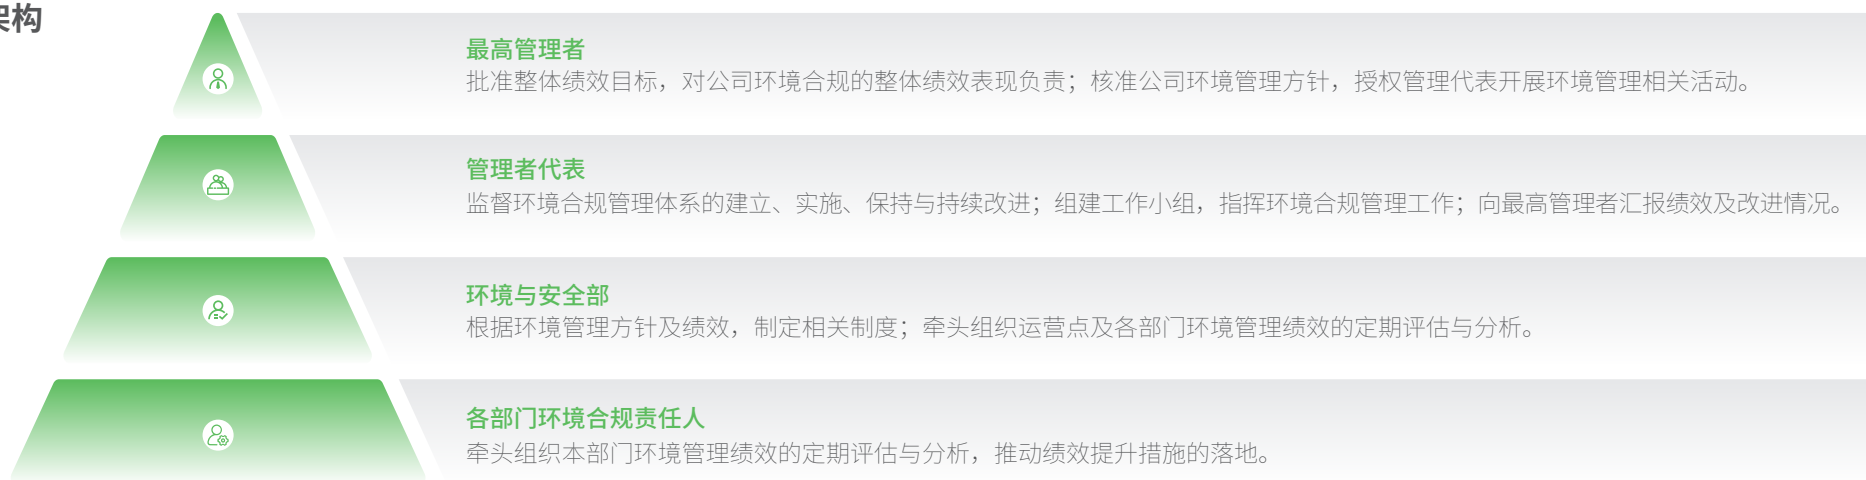 架构
最高管理者
批准整体绩效目标，对公司环境合规的整体绩效表现负责；核准公司环境管理方针，授权管理代表开展环境管理相关活动。
管理者代表
监督环境合规管理体系的建立、实施、保持与持续改进；组建工作小组，指挥环境合规管理工作；向最高管理者汇报绩效及改进情况。
环境与安全部
根据环境管理方针及绩效，制定相关制度；牵头组织运营点及各部门环境管理绩效的定期评估与分析。
各部门环境合规责任人
牵头组织本部门环境管理绩效的定期评估与分析，推动绩效提升措施的落地。